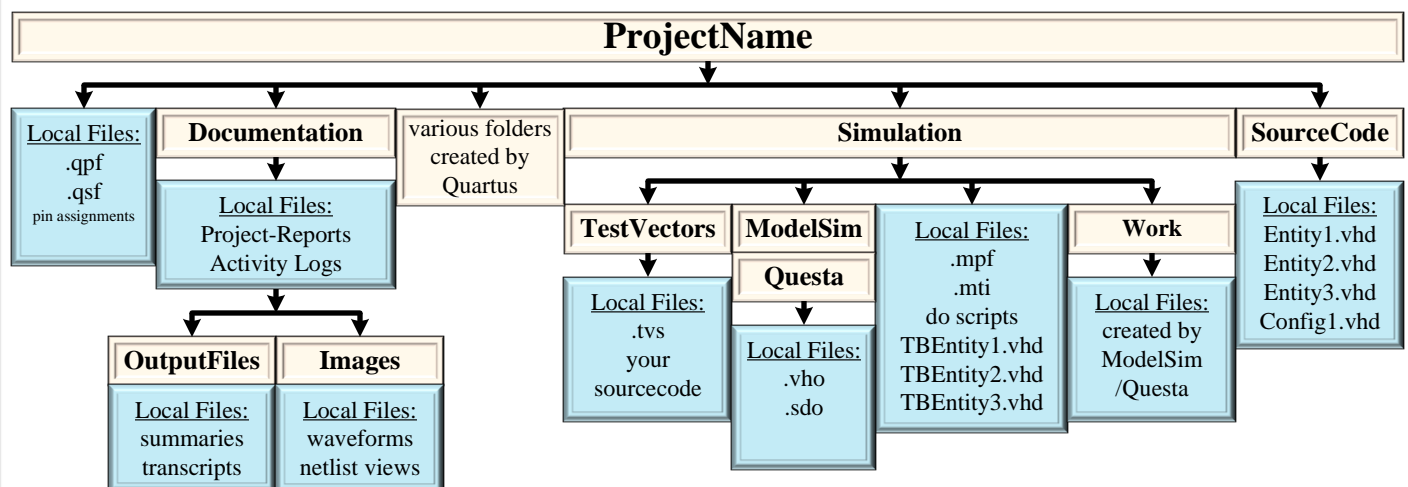 ProjectName
Local Files:
.qpf
.qsf
pin assignments
Documentation
Local Files:
Project-Reports
Activity Logs
OutputFiles
Local Files:
summaries
transcripts
Images
Local Files:
waveforms
netlist views
various folders
created by
Quartus
Simulation
TestVectors
Local Files:
.tvs
your
sourcecode
ModelSim
Questa
Local Files:
.vho
.sdo
Local Files:
.mpf
.mti
do scripts
TBEntity1.vhd
TBEntity2.vhd
TBEntity3.vhd
Work
Local Files:
created by
ModelSim
/Questa
SourceCode
Local Files:
Entity1.vhd
Entity2.vhd
Entity3.vhd
Config1.vhd